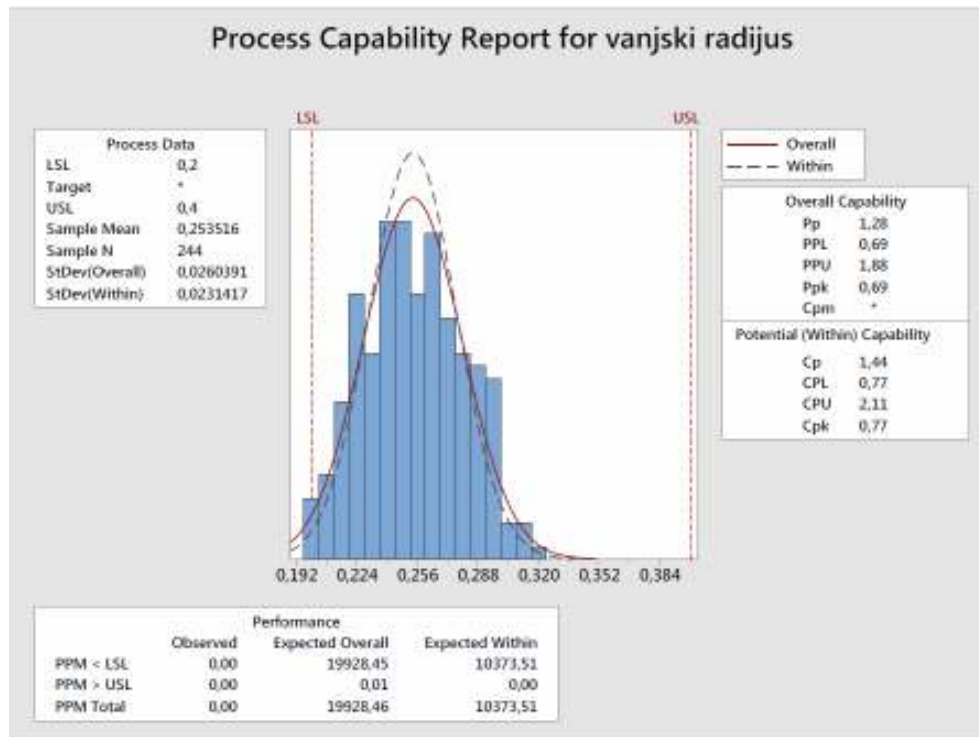 Process Capability Report for vanjski radijus
LSL
USL
Process Data
LSL 0,2
Target *
USL 0,4
Sample Mean 0,253516
Sample N 244
StDev(Overall) 0,0260391
StDev(Within) 0,0231417
Overall
Within
Overall Capability
Pp 1,28
PPL 0,69
PPU 1,88
Ppk 0,69
Cpm *
Potential (Within) Capability
Cp 1,44
CPL 0,77
CPU 2,11
Cpk 0,77
0,192 0,224 0,256 0,288 0,320 0,352 0,384
Performance
Observed Expected Overall Expected Within
PPM < LSL 0,00 19928,45 10373,51
PPM > USL 0,00 0,01 0,00
PPM Total 0,00 19928,46 10373,51